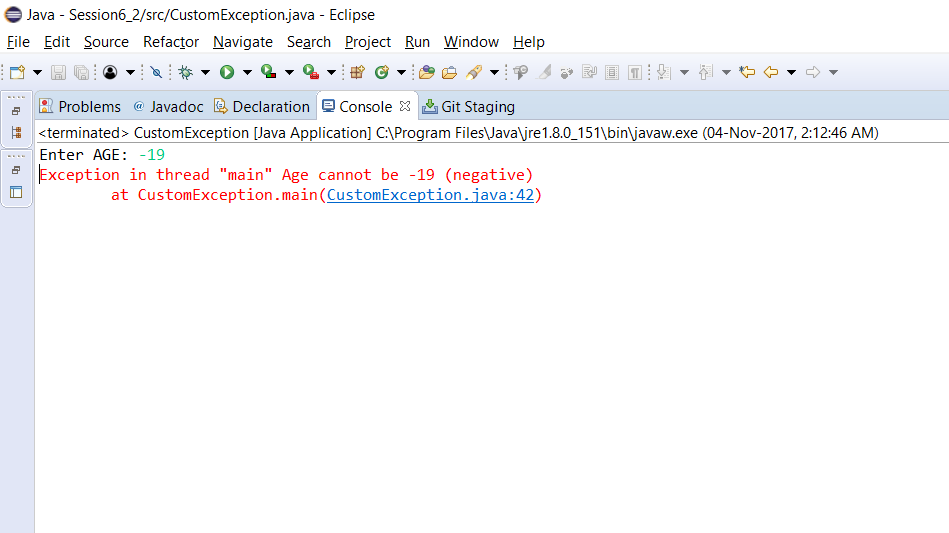 Java - Session6_2/src/CustomException.java - Eclipse
File Edit Source Refactor Navigate Search Project Run Window Help
Problems @ Javadoc Declaration Console Git Staging
<terminated> CustomException [Java Application] C:\Program Files\Java\jre1.8.0_151\bin\javaw.exe (04-Nov-2017, 2:12:46 AM)
Enter AGE: -19
Exception in thread "main" Age cannot be -19 (negative)
at CustomException.main(CustomException.java:42)